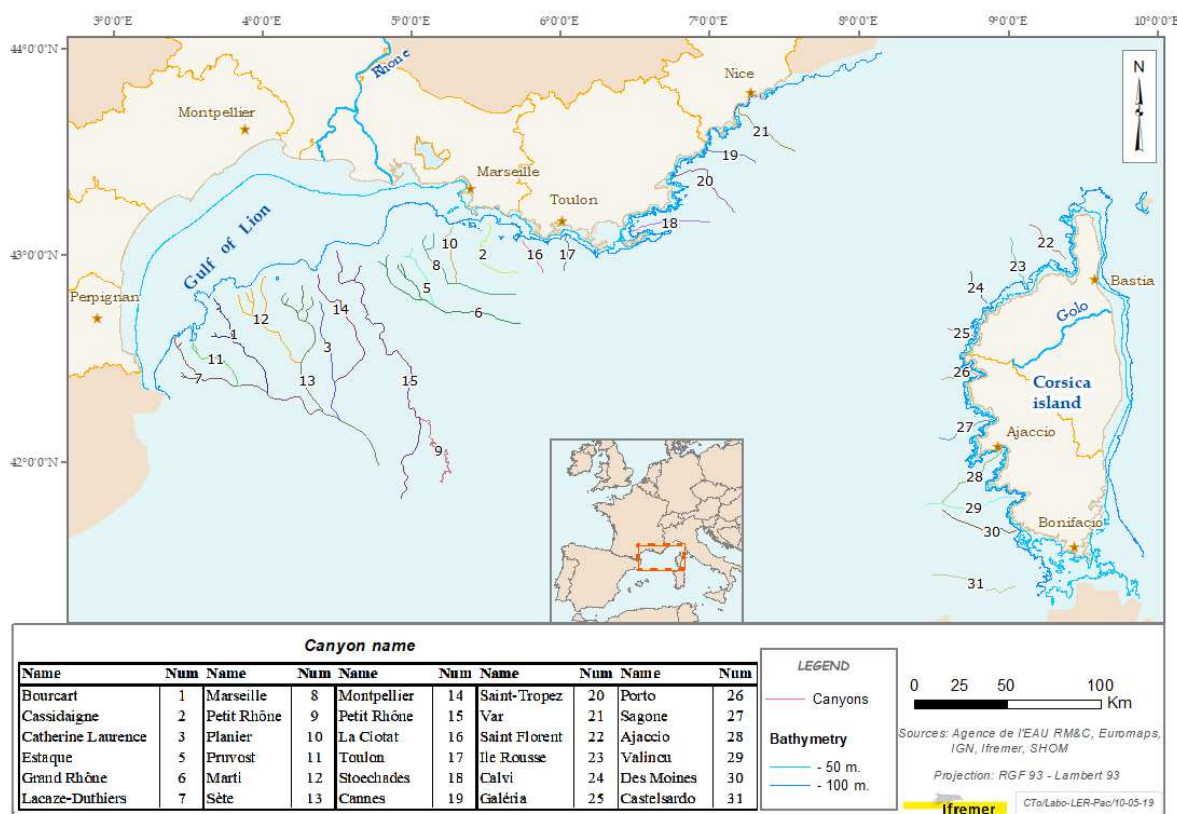 3°0'0"E 4°0'0"E 5°0'0"E 6°0'0"E 7°0'0"E 8°0'0"E 9°0'0"E 10°0'0"E
44°0'0"N
43°0'0"N
42°0'0"N
Rhone
Nice
N
Montpellier
21
Marseille
19
Toulon
20
18
Gulf of Lion
10
2
16
17
8
22
23
5
24
Bastia
Perpignan
6
14
Golo
12
1
3
25
11
26
7
13
15
Corsica
island
27
Ajaccio
9
28
29
Bonifacio
30
31
Canyon name
Name Num Name Num Name Num Name Num Name Num
Bourcart 1 Marseille 8 Montpellier 14 Saint-Tropez 20 Porto 26
Cassidaigne 2 Petit Rhône 9 Petit Rhône 15 Var 21 Sagone 27
Catherine Laurence 3 Planier 10 La Ciotat 16 Saint Florent 22 Ajaccio 28
Estaque 5 Pruvost 11 Toulon 17 Ile Rousse 23 Valincu 29
Grand Rhône 6 Marti 12 Stoechades 18 Calvi 24 Des Moines 30
Lacaze-Duthiers 7 Sète 13 Cannes 19 Galéria 25 Castelsardo 31
LEGEND
Canyons
Bathymetry
- 50 m.
- 100 m.
0 25 50 100
Km
Sources: Agence de l'EAU RM&C, Euromaps,
IGN, Ifremer, SHOM
Projection: RGF 93 - Lambert 93
Ifremer
CTo/Labo-LER-Pac/10-05-19